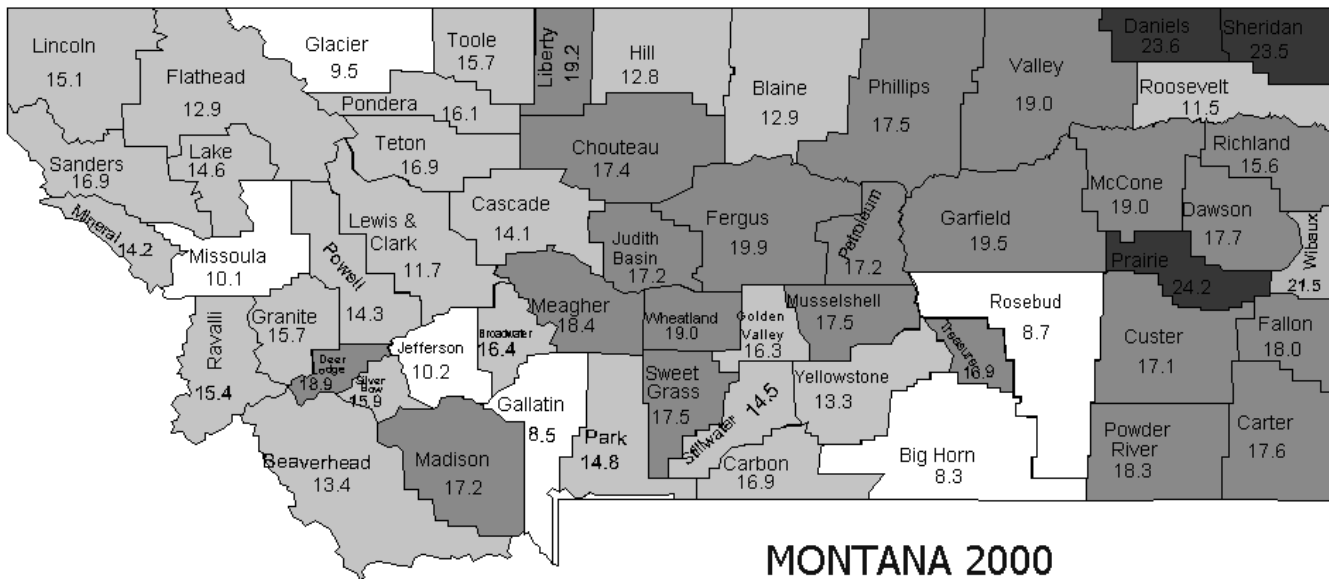 Lincoln
15.1
Flathead
12.9
Glacier
9.5
Toole
15.7
Liberty
19.2
Hill
12.8
Blaine
12.9
Phillips
17.5
Valley
19.0
Daniels
23.6
Sheridan
23.5
Roosevelt
11.5
Pondera
16.1
Teton
16.9
Chouteau
17.4
Sanders
16.9
Lake
14.6
Mineral
14.2
Missoula
10.1
Powell
14.3
Lewis &
Clark
11.7
Cascade
14.1
Judith
Basin
17.2
Fergus
19.9
Petroleum
17.2
Garfield
19.5
McCone
19.0
Richland
15.6
Dawson
17.7
Wibaux
21.5
Prairie
24.2
Ravalli
15.4
Granite
15.7
Deer
Lodge
18.9
Silver
Bow
15.9
Jefferson
10.2
Broadwater
16.4
Meagher
18.4
Wheatland
19.0
Golden
Valley
16.3
Musselshell
17.5
Treasure
16.9
Rosebud
8.7
Custer
17.1
Fallon
18.0
Beaverhead
13.4
Madison
17.2
Gallatin
8.5
Park
14.8
Sweet
Grass
17.5
Stillwater
14.5
Yellowstone
13.3
Carbon
16.9
Big Horn
8.3
Powder
River
18.3
Carter
17.6
MONTANA 2000